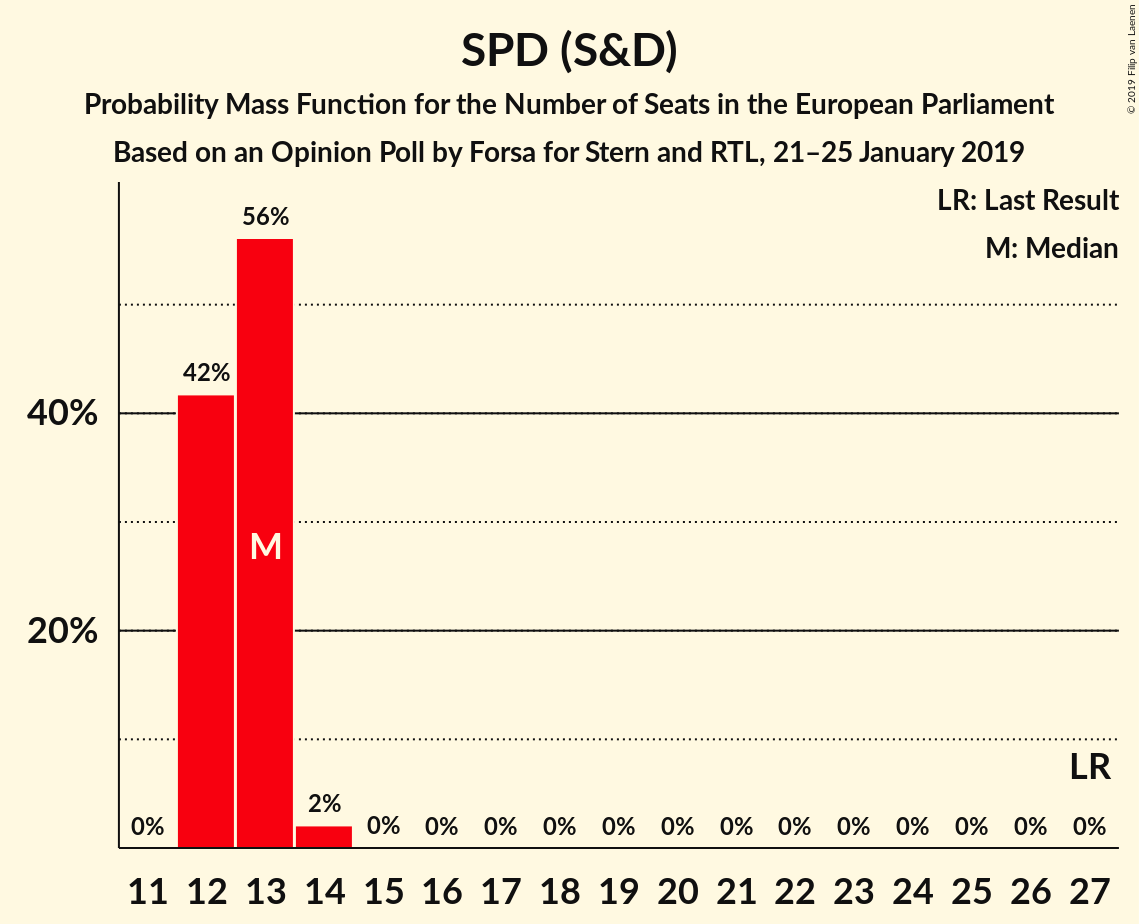 SPD (S&D)
Probability Mass Function for the Number of Seats in the European Parliament
Based on an Opinion Poll by Forsa for Stern and RTL, 21–25 January 2019
© 2019 Filip van Laenen
LR: Last Result
M: Median
56%
42%
40%
M
20%
LR
0% 2% 0% 0% 0% 0% 0% 0% 0% 0% 0% 0% 0% 0% 0%
11 12 13 14 15 16 17 18 19 20 21 22 23 24 25 26 27